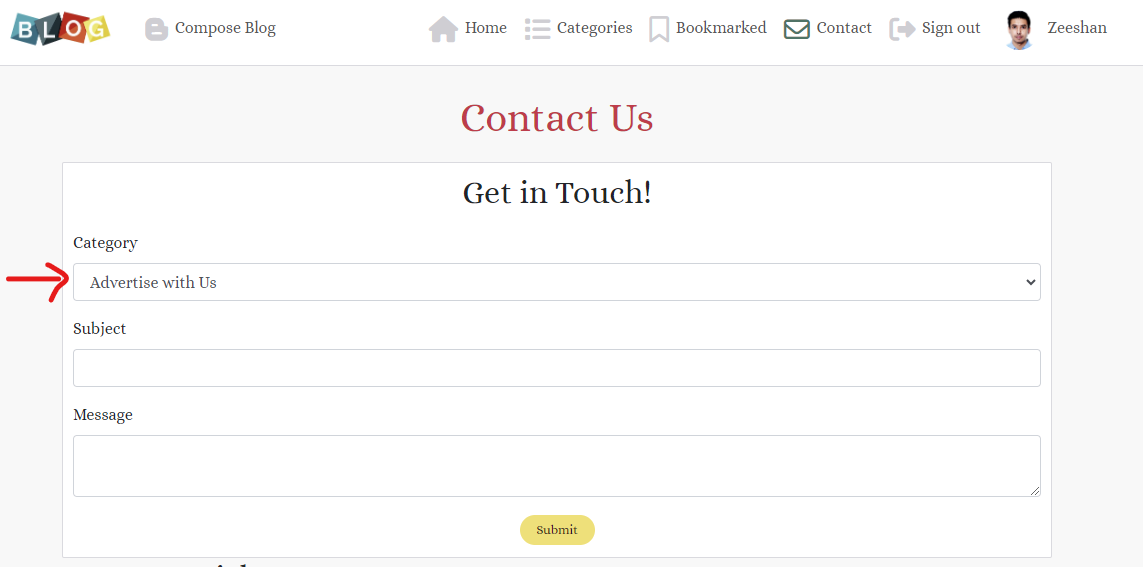 BLOG Compose Blog Home Categories Bookmarked Contact Sign out Zeeshan
Contact Us
Get in Touch!
Category
Advertise with Us
Subject
Message
Submit